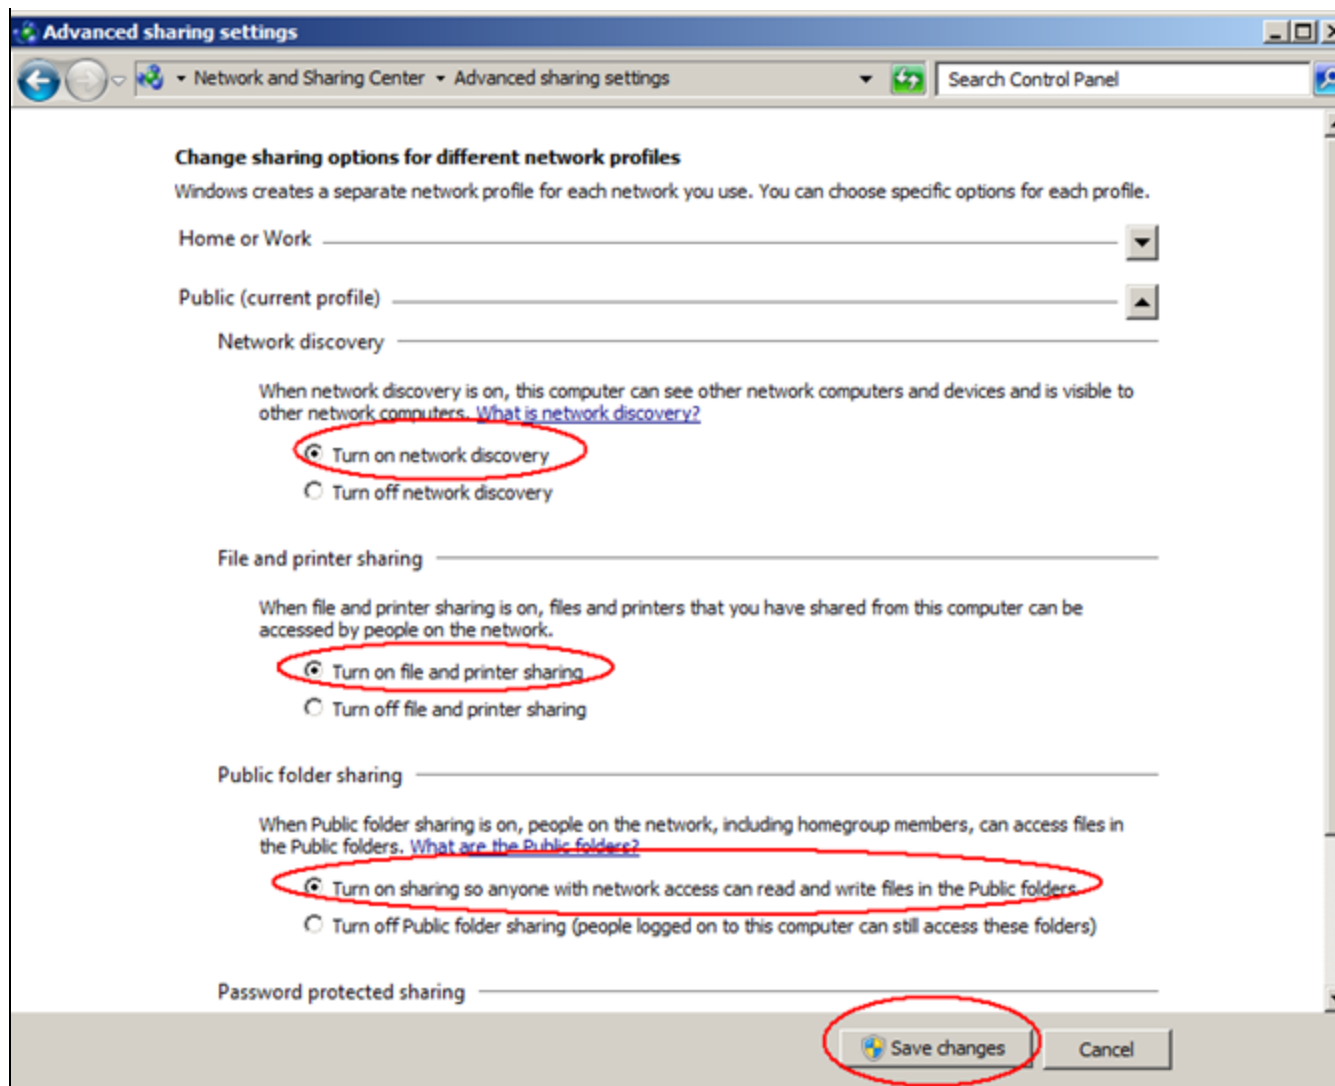 Advanced sharing settings
Network and Sharing Center Advanced sharing settings Search Control Panel
Change sharing options for different network profiles
Windows creates a separate network profile for each network you use. You can choose specific options for each profile.
Home or Work
Public (current profile)
Network discovery
When network discovery is on, this computer can see other network computers and devices and is visible to
other network computers. What is network discovery?
Turn on network discovery
Turn off network discovery
File and printer sharing
When file and printer sharing is on, files and printers that you have shared from this computer can be
accessed by people on the network.
Turn on file and printer sharing
Turn off file and printer sharing
Public folder sharing
When Public folder sharing is on, people on the network, including homegroup members, can access files in
the Public folders. What are the Public folders?
Turn on sharing so anyone with network access can read and write files in the Public folders
Turn off Public folder sharing (people logged on to this computer can still access these folders)
Password protected sharing
Save changes Cancel